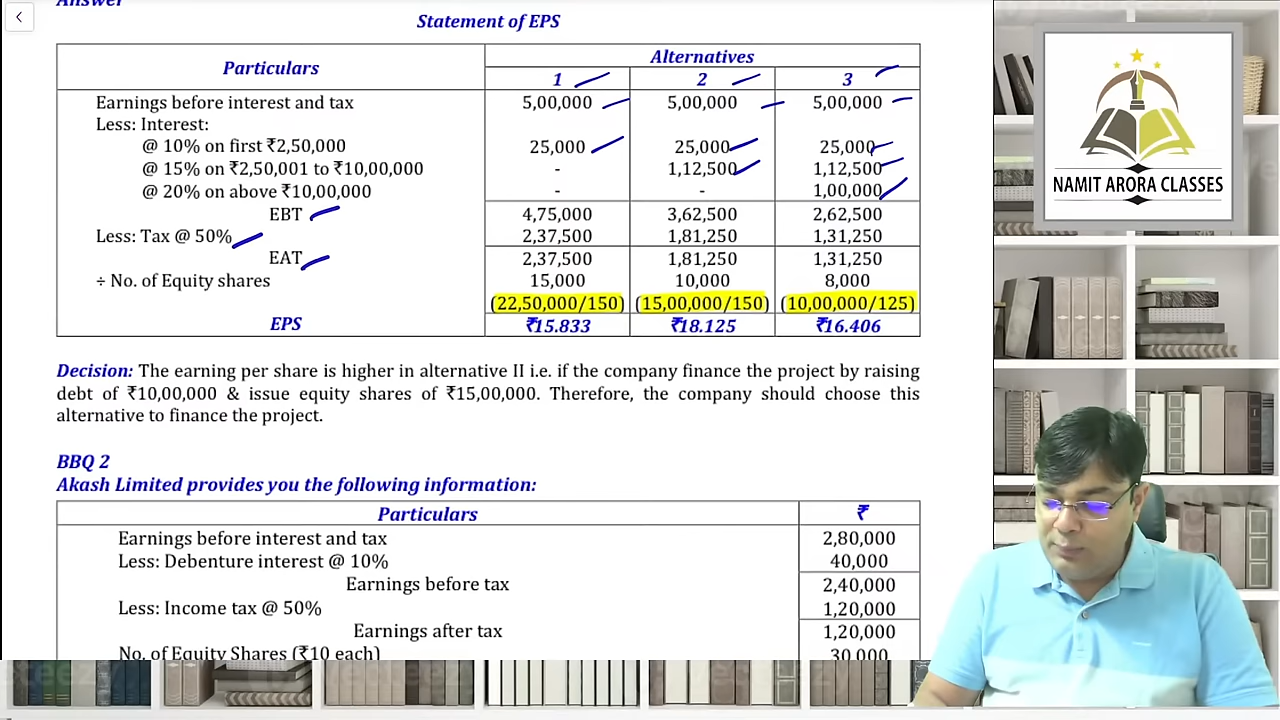 Answer
Statement of EPS
Particulars
Alternatives
1 2 3
Earnings before interest and tax 5,00,000 5,00,000 5,00,000
Less: Interest:
@ 10% on first ₹2,50,000 25,000 25,000 25,000
@ 15% on ₹2,50,001 to ₹10,00,000 - 1,12,500 1,12,500
@ 20% on above ₹10,00,000 - - 1,00,000
EBT 4,75,000 3,62,500 2,62,500
Less: Tax @ 50% 2,37,500 1,81,250 1,31,250
EAT 2,37,500 1,81,250 1,31,250
÷ No. of Equity shares 15,000 10,000 8,000
(22,50,000/150) (15,00,000/150) (10,00,000/125)
EPS ₹15.833 ₹18.125 ₹16.406
Decision: The earning per share is higher in alternative II i.e. if the company finance the project by raising
debt of ₹10,00,000 & issue equity shares of ₹15,00,000. Therefore, the company should choose this
alternative to finance the project.
BBQ 2
Akash Limited provides you the following information:
Particulars ₹
Earnings before interest and tax 2,80,000
Less: Debenture interest @ 10% 40,000
Earnings before tax 2,40,000
Less: Income tax @ 50% 1,20,000
Earnings after tax 1,20,000
No. of Equity Shares (₹10 each) 30,000
NAMIT ARORA CLASSES